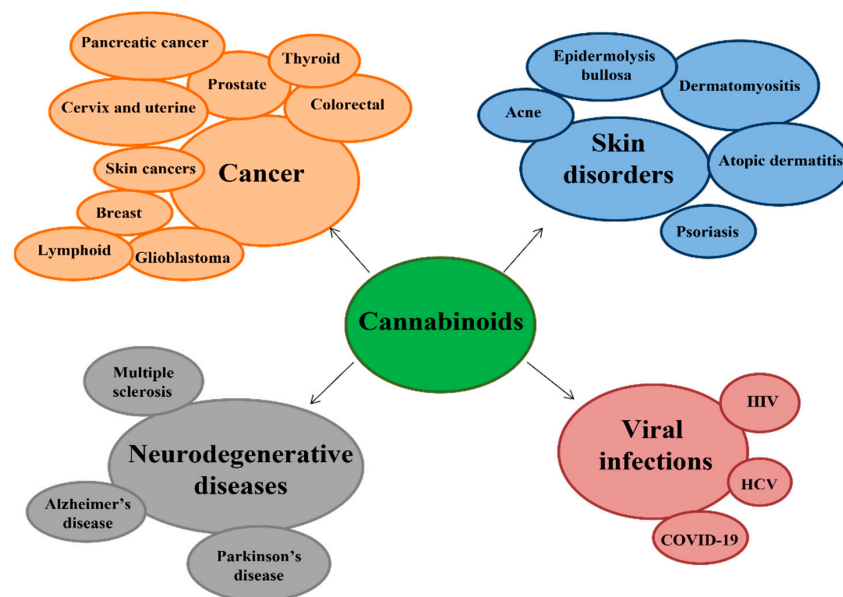 Pancreatic cancer
Thyroid
Prostate
Cervix and uterine
Colorectal
Skin cancers
Cancer
Breast
Lymphoid
Glioblastoma
Epidermolysis
bullosa
Dermatomyositis
Acne
Skin
disorders
Atopic dermatitis
Psoriasis
Cannabinoids
Multiple
sclerosis
Neurodegenerative
diseases
Alzheimer's
disease
Parkinson's
disease
HIV
Viral
infections
HCV
COVID-19